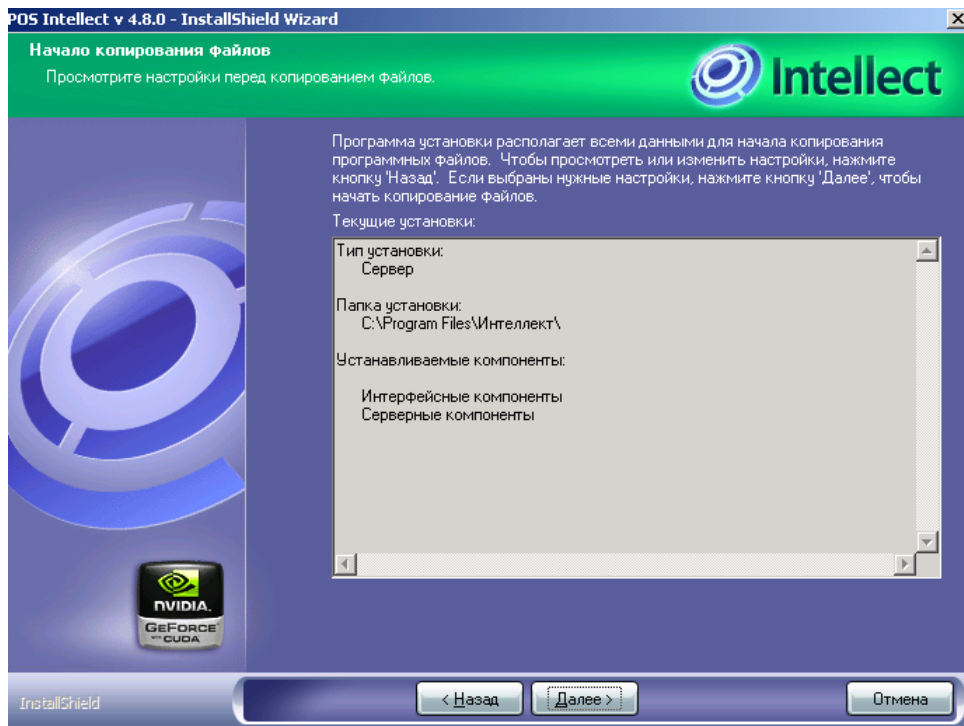 POS Intellect v 4.8.0 - InstallShield Wizard
Начало копирования файлов
Просмотрите настройки перед копированием файлов.
Intellect
Программа установки располагает всеми данными для начала копирования
программных файлов. Чтобы просмотреть или изменить настройки, нажмите
кнопку 'Назад'. Если выбраны нужные настройки, нажмите кнопку 'Далее', чтобы
начать копирование файлов.
Текущие установки:
Тип установки:
Сервер
Папка установки:
C:\Program Files\Интеллект\
Устанавливаемые компоненты:
Интерфейсные компоненты
Серверные компоненты
NVIDIA.
GEFORCE
WITH CUDA
InstallShield
< Назад
Далее >
Отмена